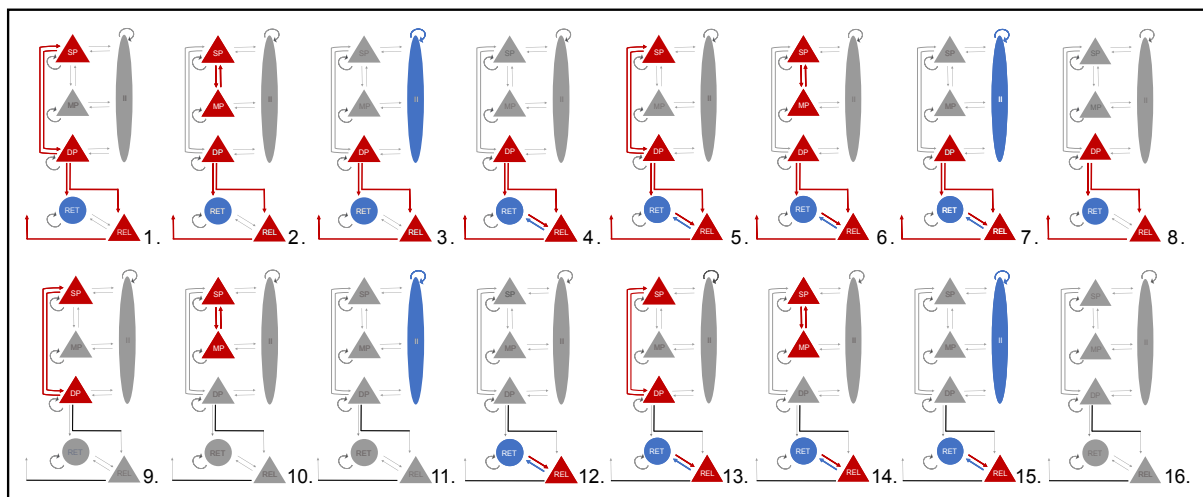 SP SP SP SP SP SP SP SP
II II II II II II II II
MP MP MP MP MP MP MP MP
DP DP DP DP DP DP DP DP
RET RET RET RET RET RET RET RET
REL 1. REL 2. REL 3. REL 4. REL 5. REL 6. REL 7. REL 8.
SP SP SP SP SP SP SP SP
II II II II II II II II
MP MP MP MP MP MP MP MP
DP DP DP DP DP DP DP DP
RET RET RET RET RET RET RET RET
REL 9. REL 10. REL 11. REL 12. REL 13. REL 14. REL 15. REL 16.